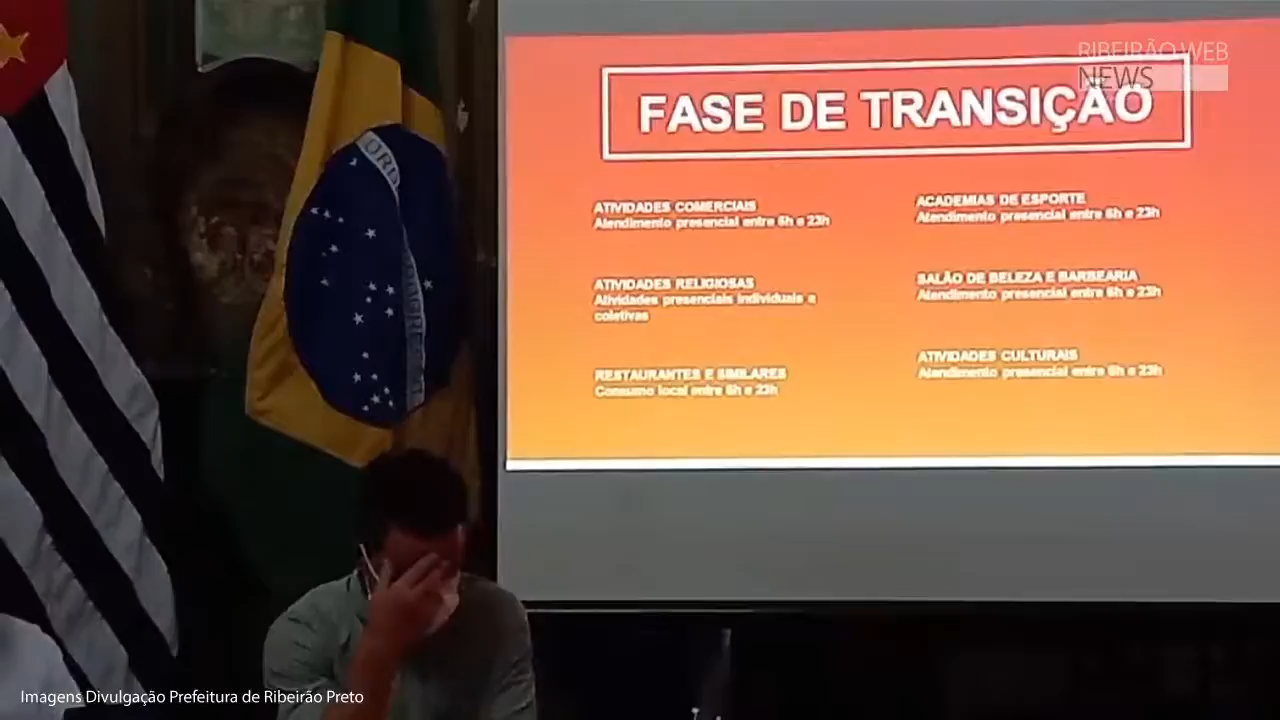 RIBEIRÃO WEB
NEWS
FASE DE TRANSIÇÃO
ATIVIDADES COMERCIAIS
Atendimento presencial entre 6h e 23h
ATIVIDADES RELIGIOSAS
Atividades presenciais individuais e
coletivas
RESTAURANTES E SIMILARES
Consumo local entre 6h e 23h
ACADEMIAS DE ESPORTE
Atendimento presencial entre 6h e 23h
SALÃO DE BELEZA E BARBEARIA
Atendimento presencial entre 6h e 23h
ATIVIDADES CULTURAIS
Atendimento presencial entre 6h e 23h
Imagens Divulgação Prefeitura de Ribeirão Preto